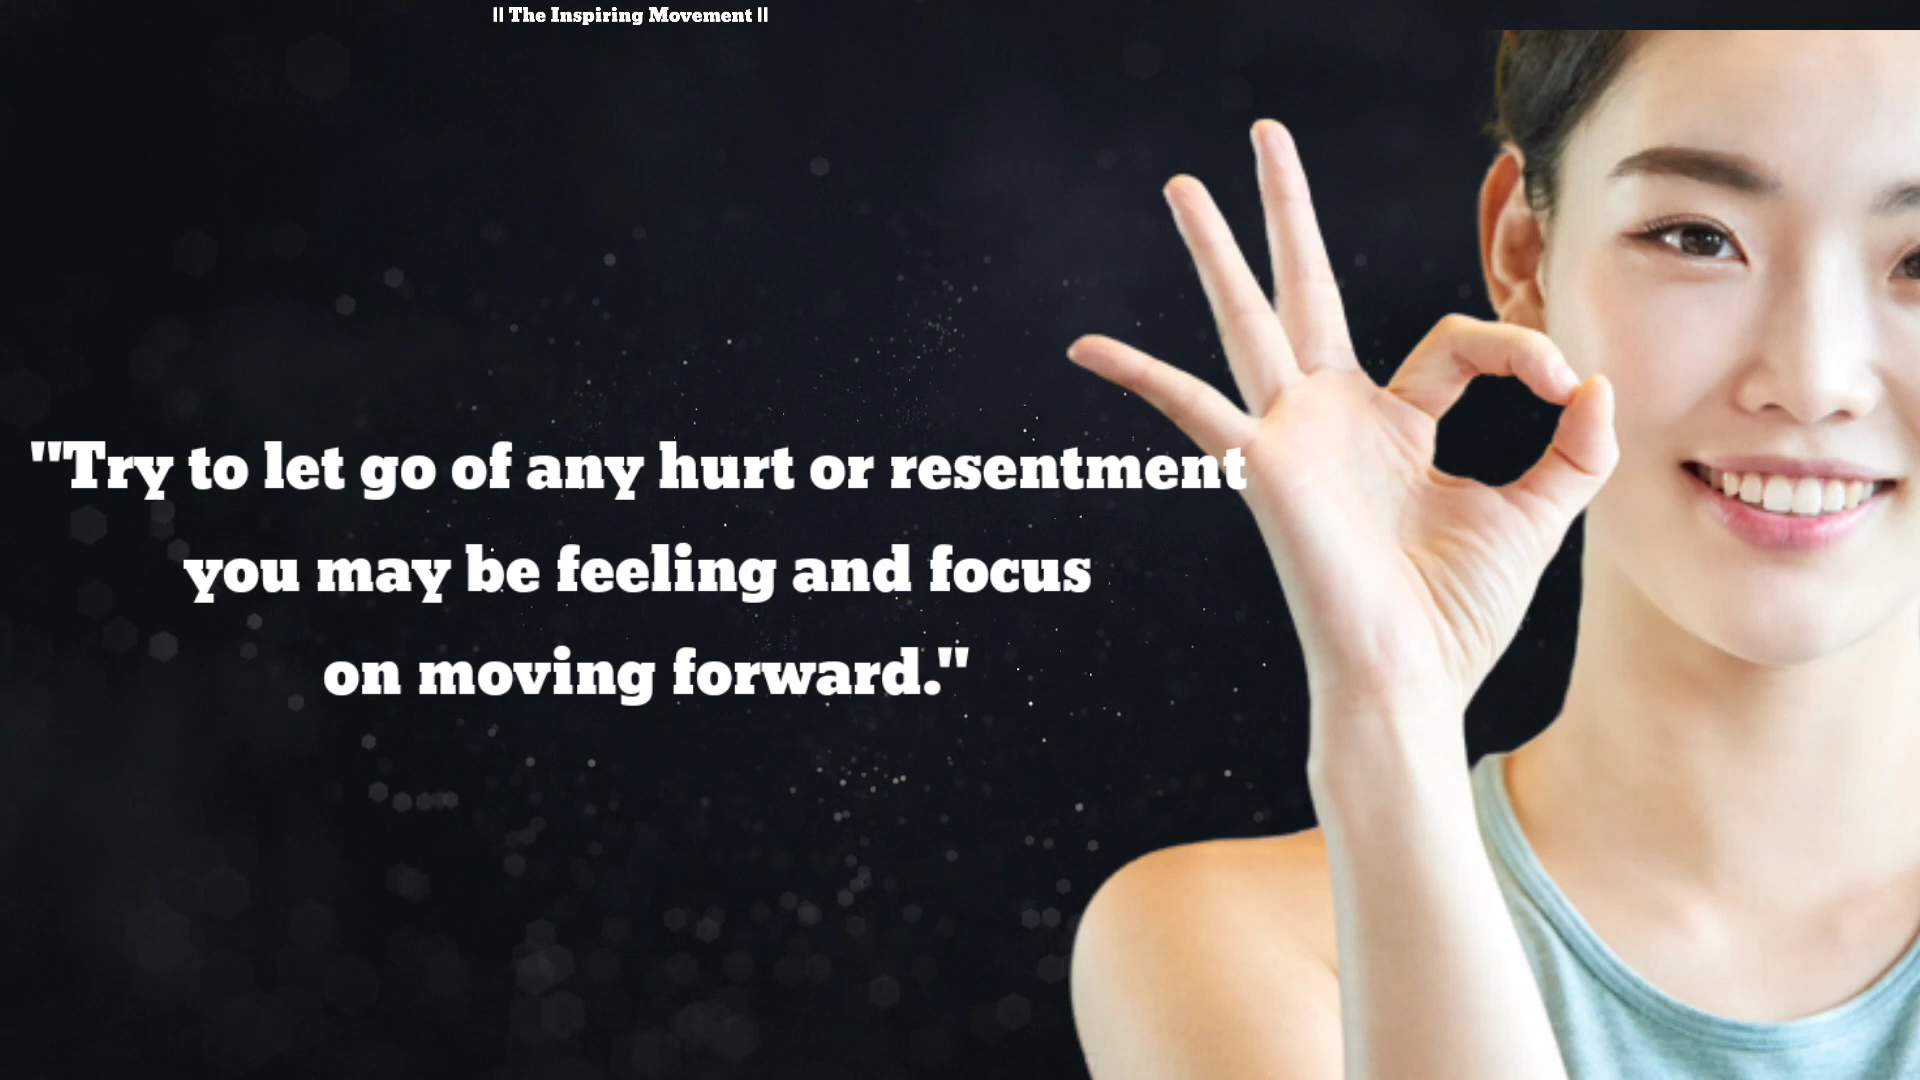 || The Inspiring Movement ||
"Try to let go of any hurt or resentment
you may be feeling and focus
on moving forward."